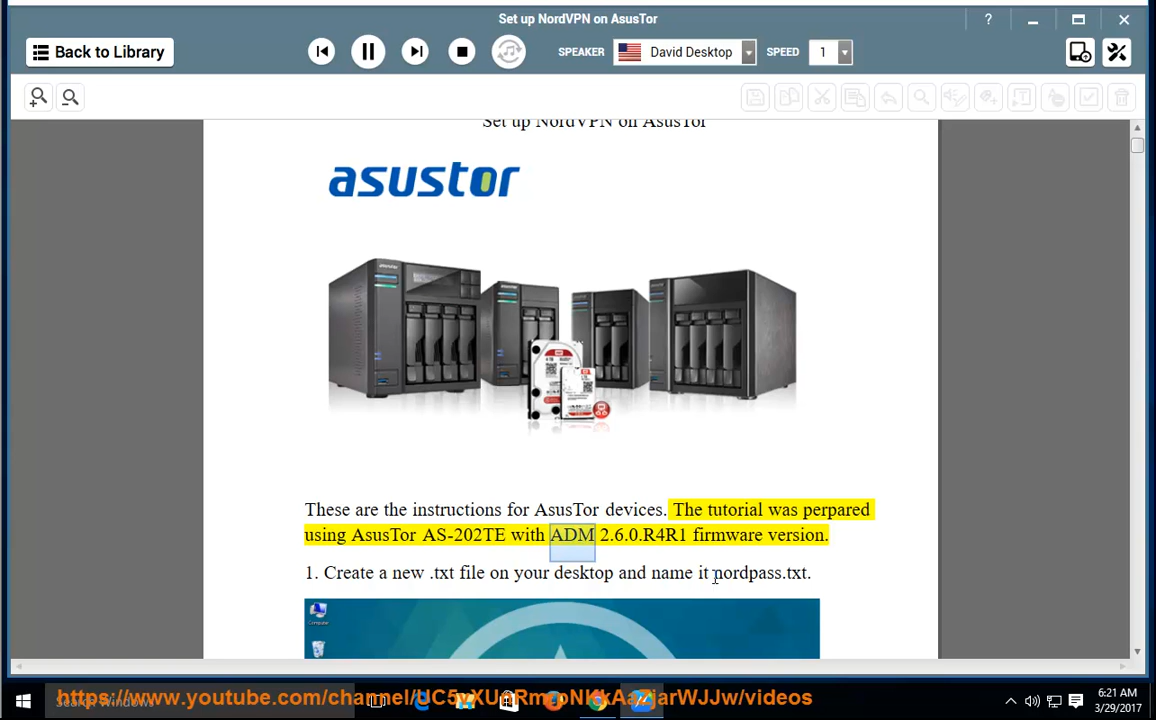 Set up NordVPN on AsusTor
?
Back to Library
SPEAKER
David Desktop
SPEED
1
Set up NordVPN on AsusTor
asustor
These are the instructions for AsusTor devices. The tutorial was perpared
using AsusTor AS-202TE with ADM 2.6.0.R4R1 firmware version.
1. Create a new .txt file on your desktop and name it nordpass.txt.
Computer
6:21 AM
3/29/2017